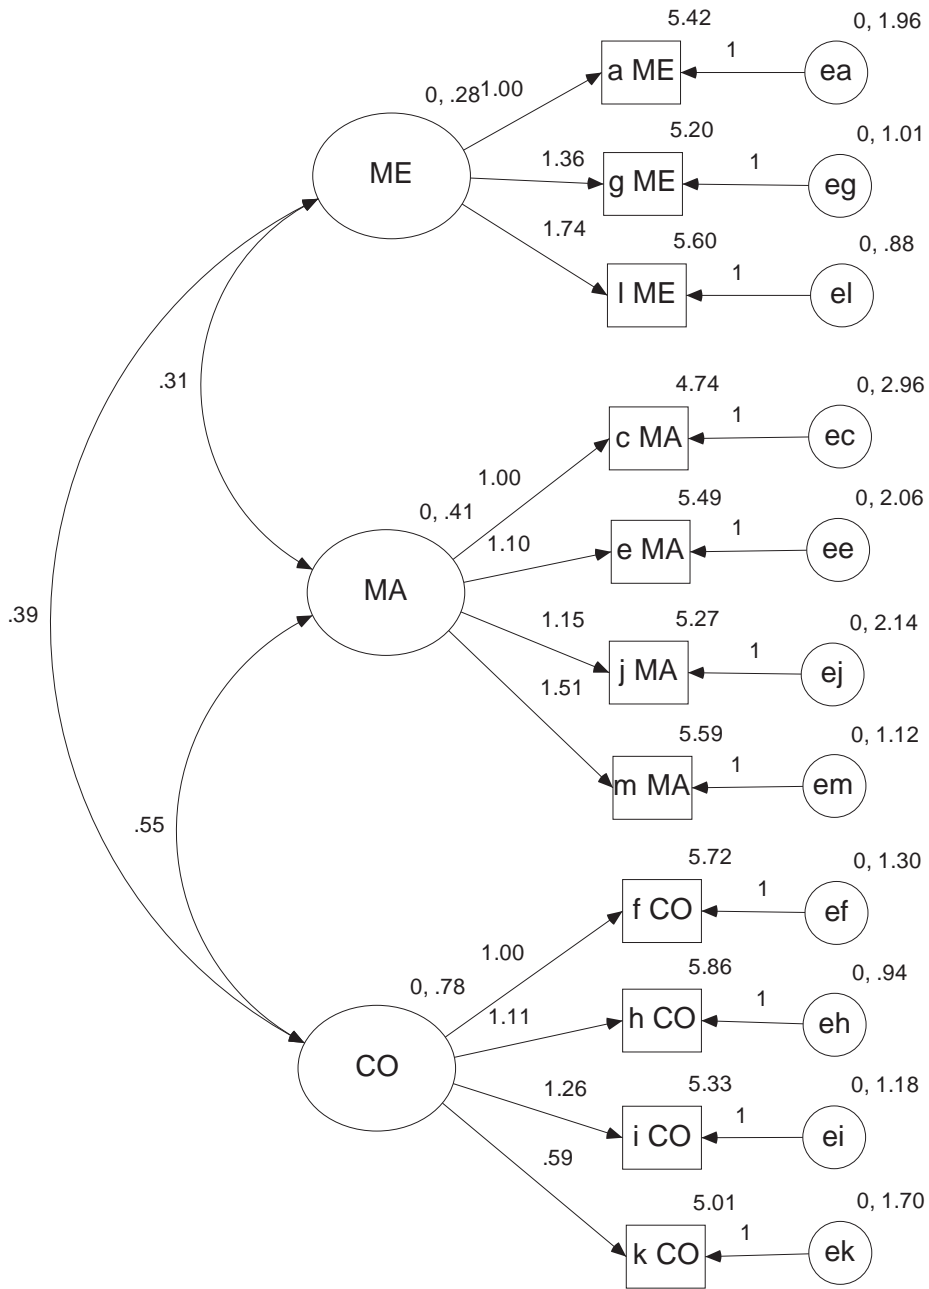 5.42
0, 1.96
1
a ME
ea
0, .28
1.00
5.20
0, 1.01
1.36
1
g ME
eg
ME
1.74
5.60
0, .88
1
l ME
el
.31
4.74
0, 2.96
1
c MA
ec
1.00
0, .41
5.49
0, 2.06
1.10
1
e MA
ee
MA
.39
1.15
5.27
0, 2.14
1
j MA
ej
1.51
5.59
0, 1.12
1
m MA
em
.55
5.72
0, 1.30
1
f CO
ef
1.00
0, .78
5.86
0, .94
1.11
1
h CO
eh
CO
1.26
5.33
0, 1.18
1
i CO
ei
.59
5.01
0, 1.70
1
k CO
ek